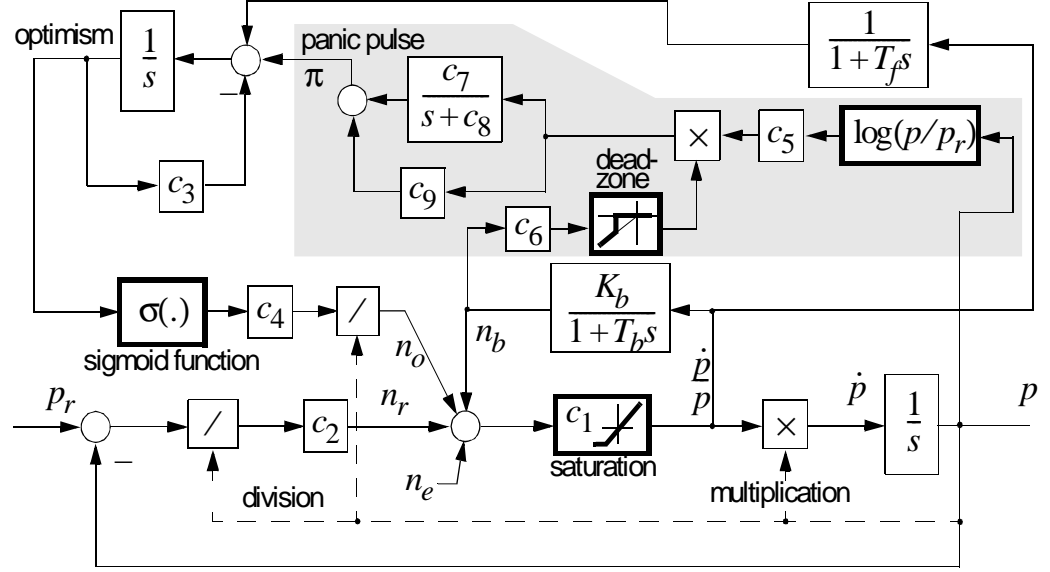 optimism
1
s
panic pulse
π
–
c7
s + c8
1
1 + Tf s
×
c5
log(p/pr)
dead-
zone
c3
c9
c6
σ(.)
sigmoid function
c4
/
no
nb
Kb
1 + Tb s
ṗ
p
pr
–
/
c2
nr
ne
c1
saturation
×
ṗ
1
s
p
division
multiplication